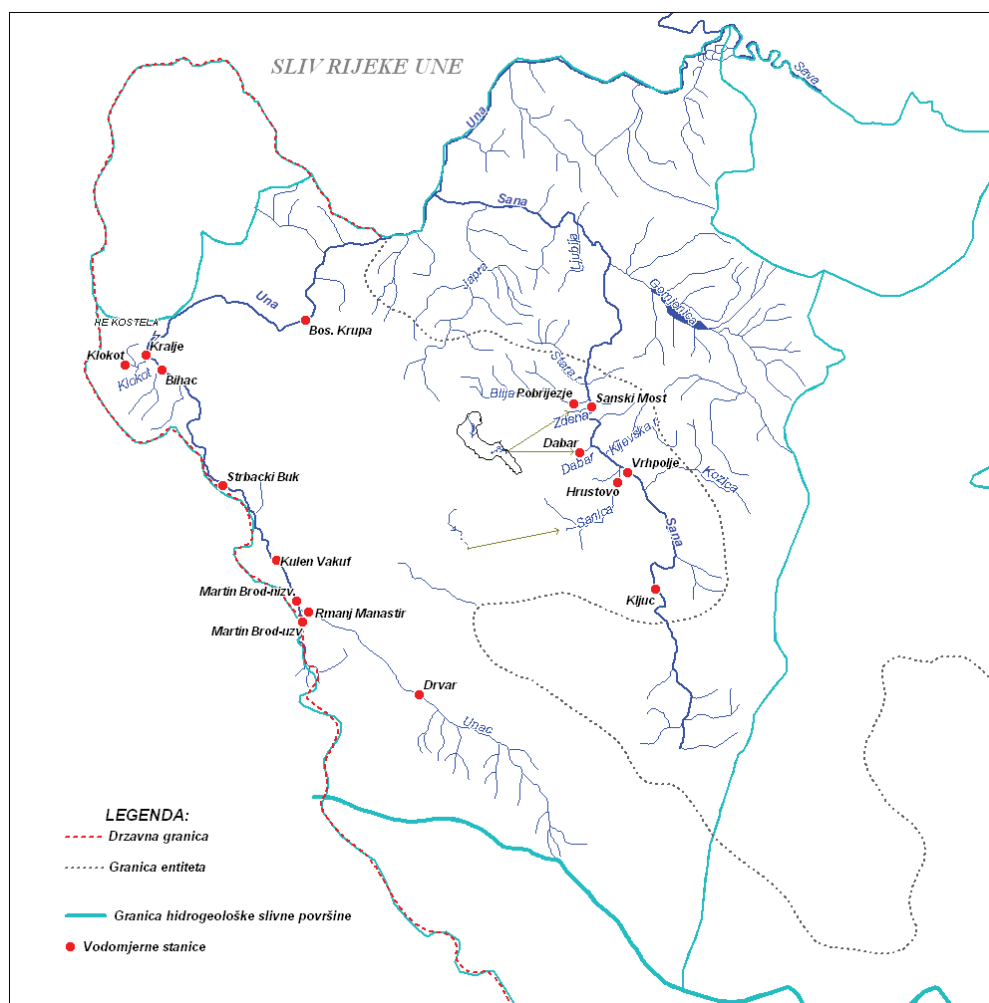 SLIV RIJEKE UNE
Sava
Una
Sana
Ljubija
Japra
Gomjenica
Una
HE KOSTELA
Bos. Krupa
Kralje
Klokot
Klokot
Bihac
Stara r.
Blija
Pobrijezje
Sanski Most
Zdena
Kijevska r.
Dabar
Dabar
Vrhpolje
Kozica
Hrustovo
Strbacki Buk
Sanica
Sana
Kulen Vakuf
Kljuc
Martin Brod-nizv.
Rmanj Manastir
Martin Brod-uzv
Drvar
Unac
LEGENDA:
Drzavna granica
Granica entiteta
Granica hidrogeološke slivne površine
Vodomjerne stanice